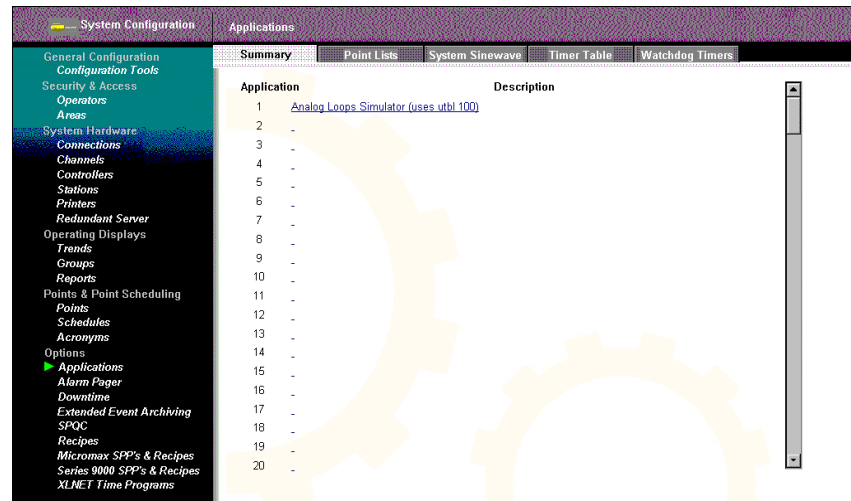 System Configuration
Applications
Summary Point Lists System Sinewave Timer Table Watchdog Timers
General Configuration
Configuration Tools
Security & Access
Operators
Areas
System Hardware
Connections
Channels
Controllers
Stations
Printers
Redundant Server
Operating Displays
Trends
Groups
Reports
Points & Point Scheduling
Points
Schedules
Acronyms
Options
Applications
Alarm Pager
Downtime
Extended Event Archiving
SPQC
Recipes
Micromax SPP's & Recipes
Series 9000 SPP's & Recipes
XLNET Time Programs
Application Description
1 Analog Loops Simulator (uses utbl 100)
2 -
3 -
4 -
5 -
6 -
7 -
8 -
9 -
10 -
11 -
12 -
13 -
14 -
15 -
16 -
17 -
18 -
19 -
20 -